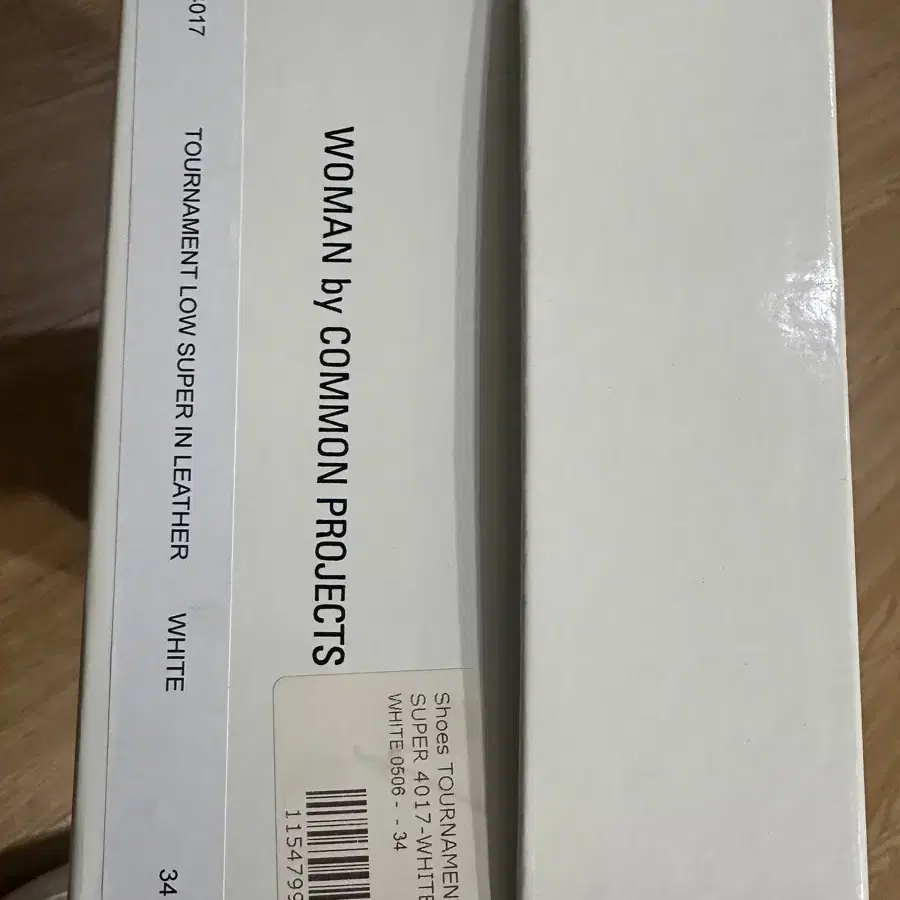 4017 TOURNAMENT LOW SUPER IN LEATHER WHITE 34
WOMAN by COMMON PROJECTS
Shoes TOURNAMEN
SUPER 4017-WHITE
WHITE 0506 - - 34
1154799